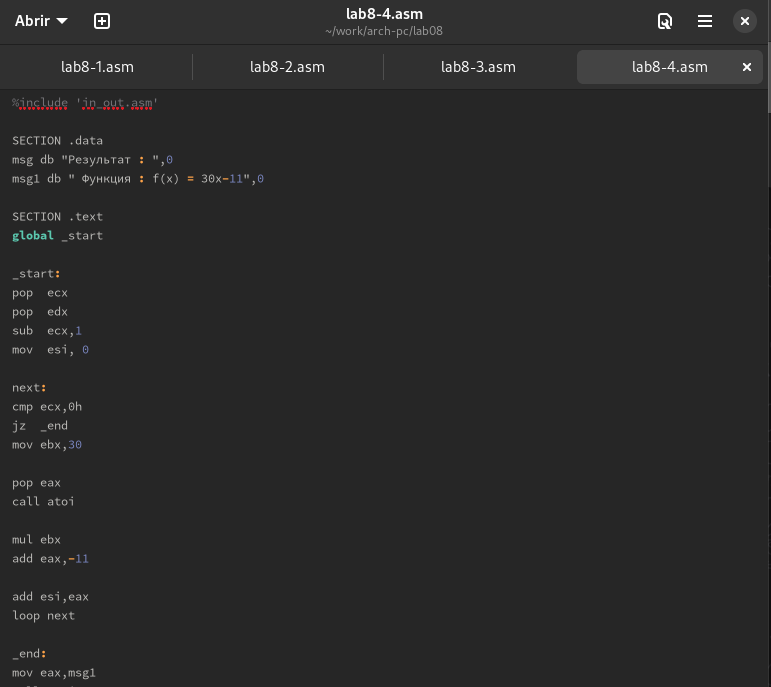 Abrir
lab8-4.asm
~/work/arch-pc/lab08
lab8-1.asm
lab8-2.asm
lab8-3.asm
lab8-4.asm
%include 'in_out.asm'
SECTION .data
msg db "Результат : ",0
msg1 db " Функция : f(x) = 30x-11",0
SECTION .text
global _start
_start:
pop  ecx
pop  edx
sub  ecx,1
mov  esi, 0
next:
cmp ecx,0h
jz  _end
mov ebx,30
pop eax
call atoi
mul ebx
add eax,-11
add esi,eax
loop next
_end:
mov eax,msg1